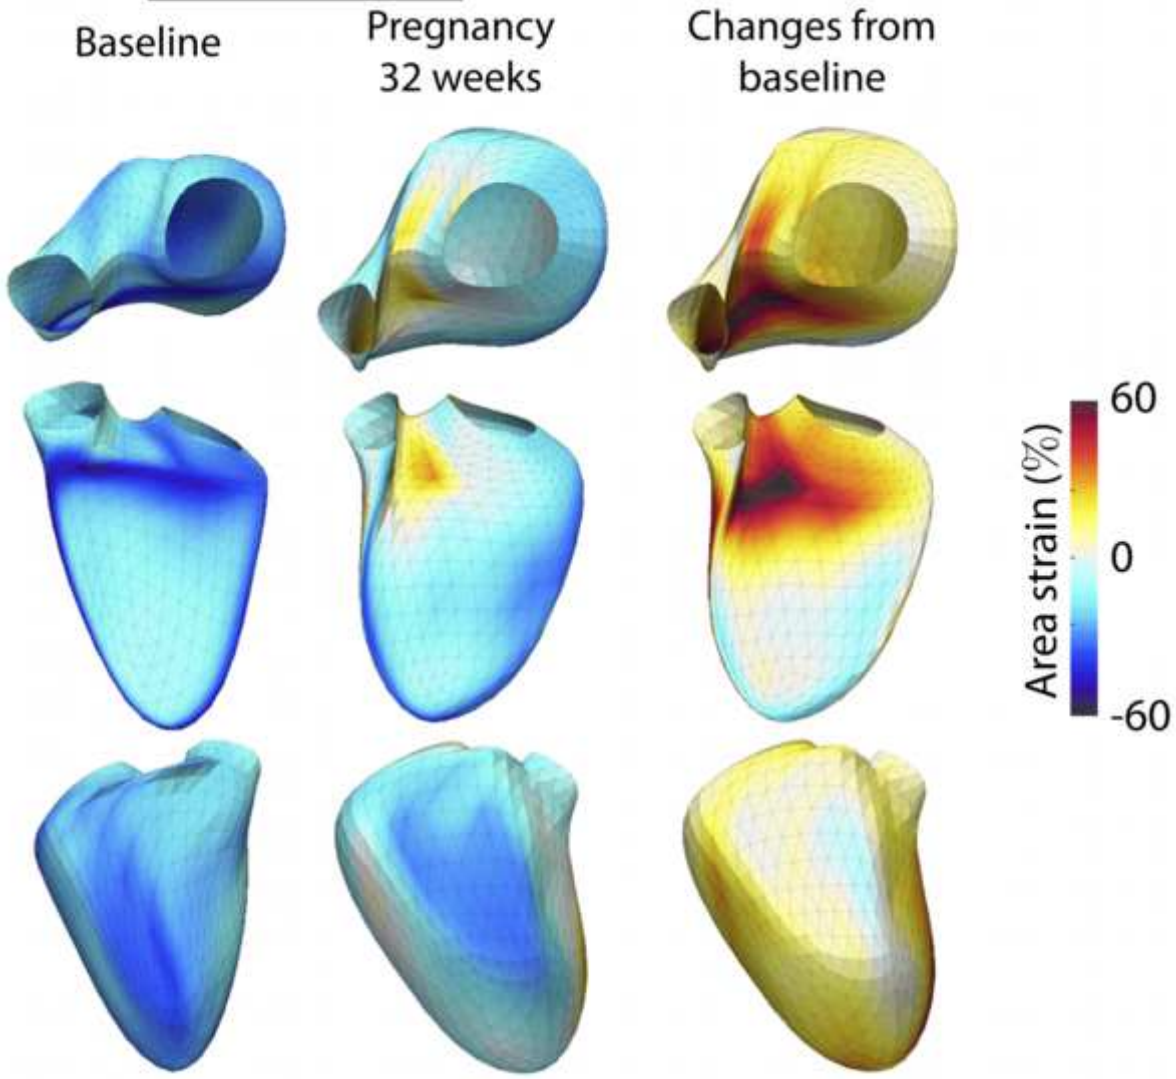 Baseline
Pregnancy
32 weeks
Changes from
baseline
60
0
-60
Area strain (%)